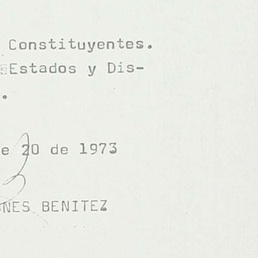 Constituyentes.
Estados y Dis-
.
e 20 de 1973
NES BENITEZ